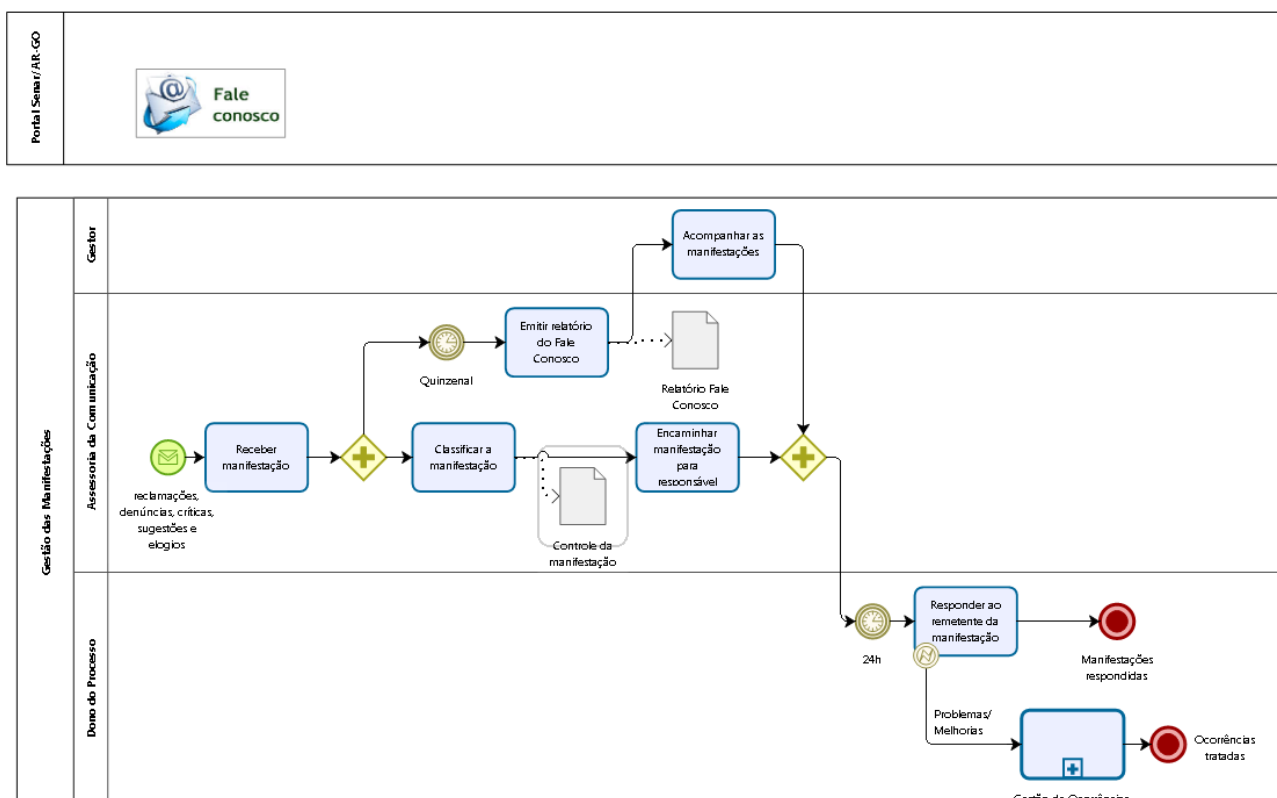 Portal Senar/AR-GO
@
Fale
conosco
Gestão das Manifestações
Gestor
Acompanhar as
manifestações
Assessoria da Comunicação
Quinzenal
Emitir relatório
do Fale
Conosco
Relatório Fale
Conosco
reclamações,
denúncias, críticas,
sugestões e
elogios
Receber
manifestação
Classificar a
manifestação
Controle da
manifestação
Encaminhar
manifestação
para
responsável
Dono do Processo
24h
Responder ao
remetente da
manifestação
Manifestações
respondidas
Problemas/
Melhorias
Ocorrências
tratadas